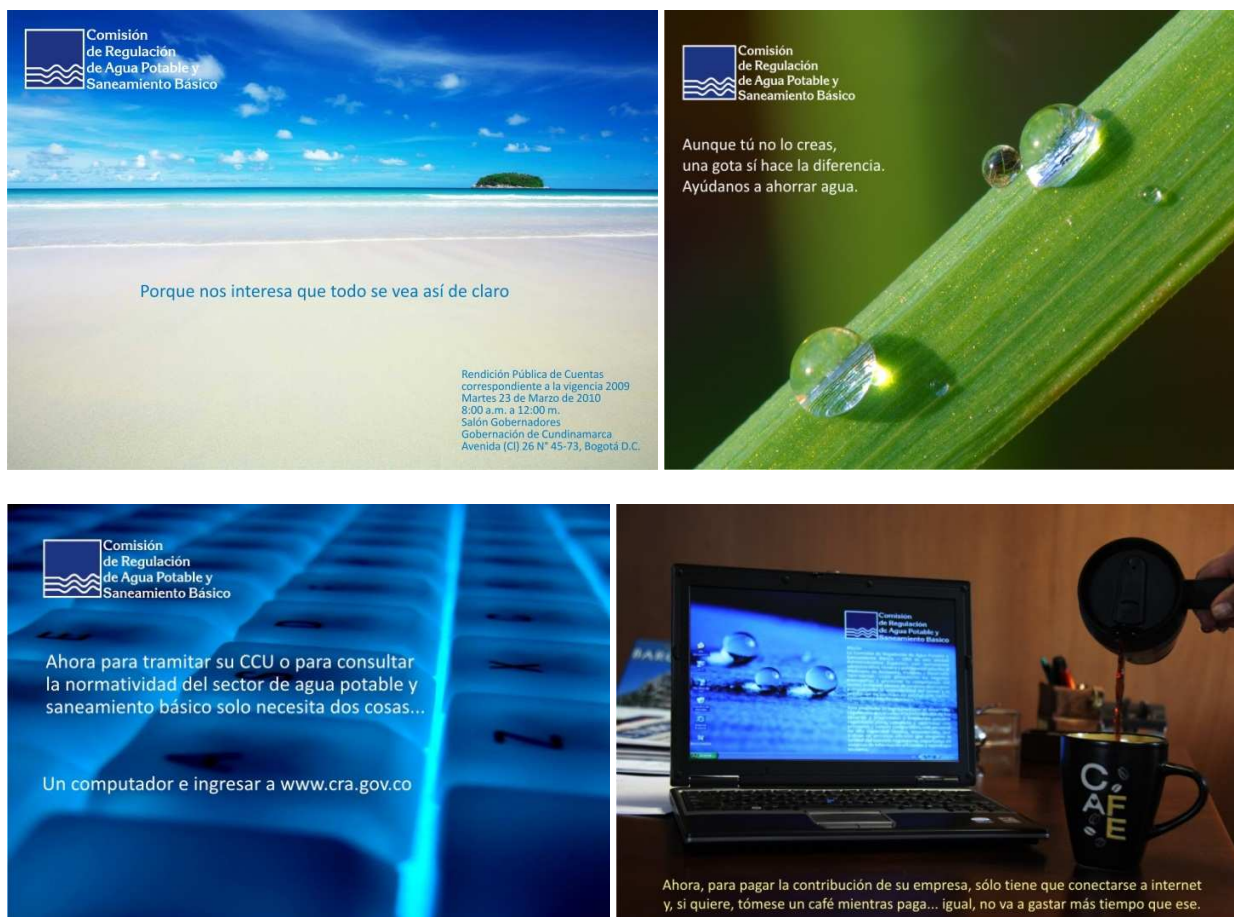 Comisión
de Regulación
de Agua Potable y
Saneamiento Básico
Porque nos interesa que todo se vea así de claro
Rendición Pública de Cuentas
correspondiente a la vigencia 2009
Martes 23 de Marzo de 2010
8:00 a.m. a 12:00 m.
Salón Gobernadores
Gobernación de Cundinamarca
Avenida (Cl) 26 N° 45-73, Bogotá D.C.
Comisión
de Regulación
de Agua Potable y
Saneamiento Básico
Aunque tú no lo creas,
una gota sí hace la diferencia.
Ayúdanos a ahorrar agua.
Comisión
de Regulación
de Agua Potable y
Saneamiento Básico
Ahora para tramitar su CCU o para consultar
la normatividad del sector de agua potable y
saneamiento básico solo necesita dos cosas...
Un computador e ingresar a www.cra.gov.co
Comisión
de Regulación
de Agua Potable y
Saneamiento Básico
CAFE
Ahora, para pagar la contribución de su empresa, sólo tiene que conectarse a internet
y, si quiere, tómese un café mientras paga... igual, no va a gastar más tiempo que ese.